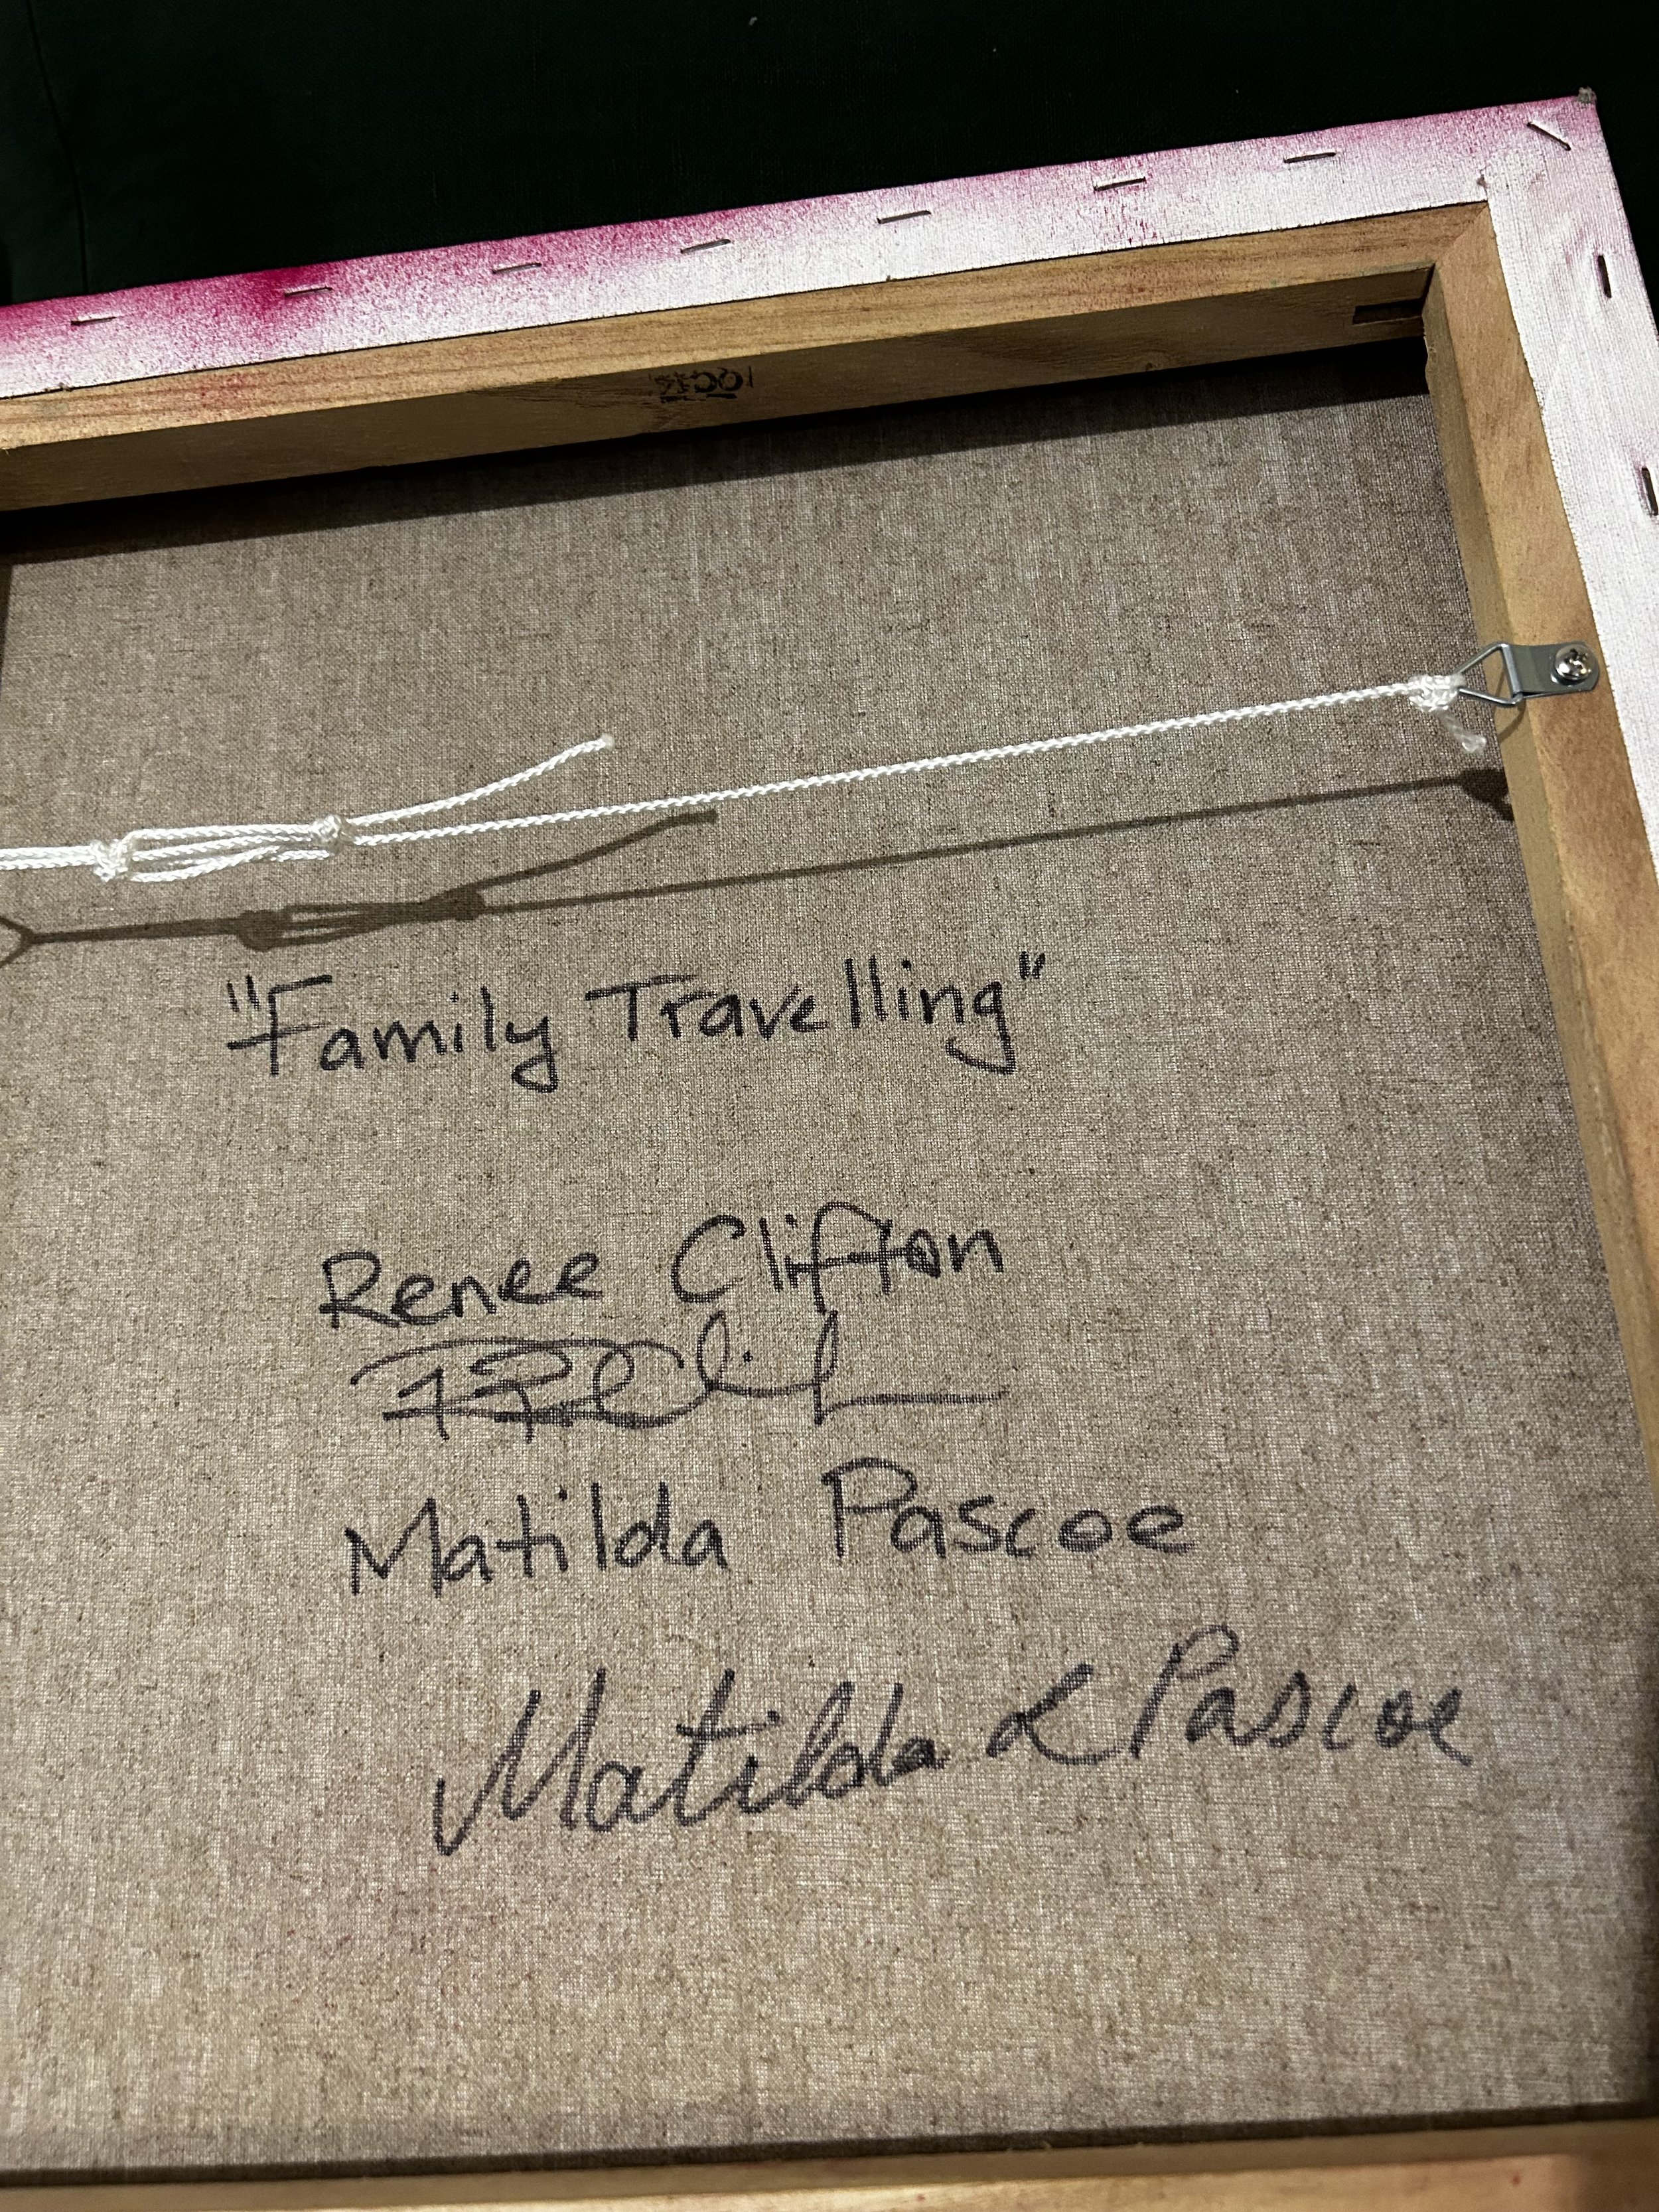 "Family Travelling"
Renee Clifton
Matilda Pascoe
Matilda L Pascoe